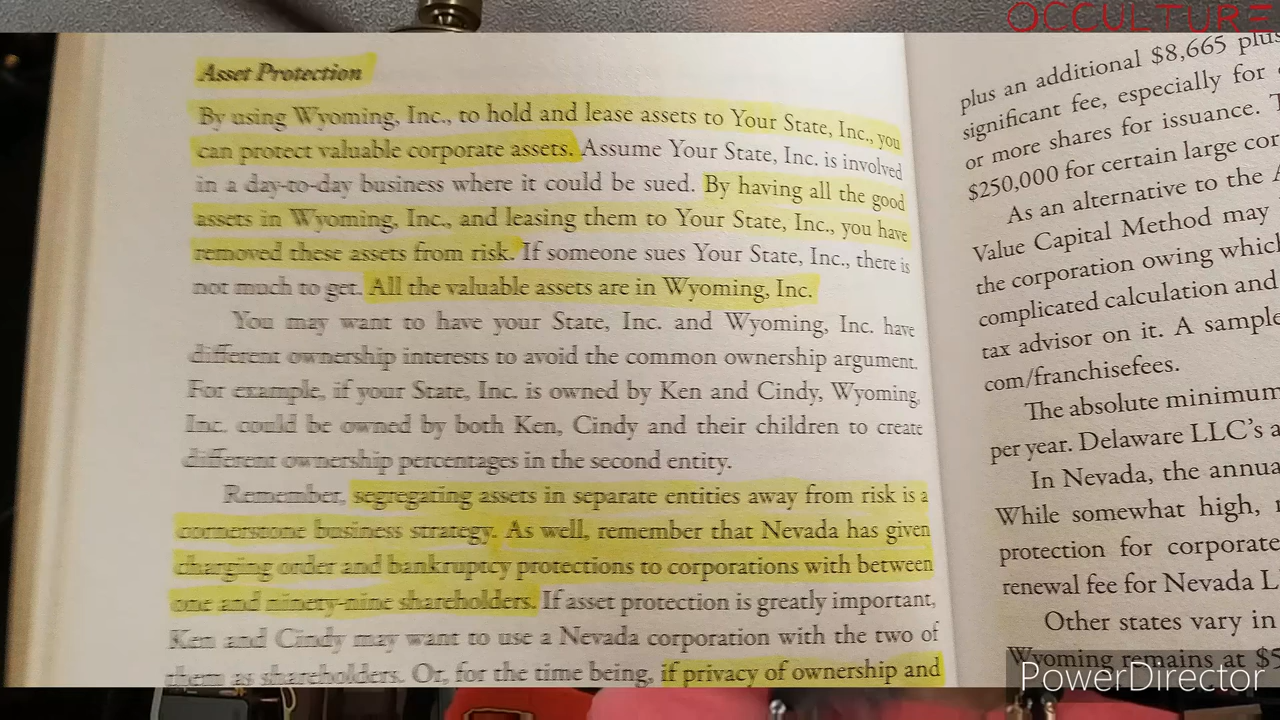 OCCULTURE
Asset Protection
By using Wyoming, Inc., to hold and lease assets to Your State, Inc., you
can protect valuable corporate assets. Assume Your State, Inc. is involved
in a day-to-day business where it could be sued. By having all the good
assets in Wyoming, Inc., and leasing them to Your State, Inc., you have
removed these assets from risk. If someone sues Your State, Inc., there is
not much to get. All the valuable assets are in Wyoming, Inc.
You may want to have your State, Inc. and Wyoming, Inc. have
different ownership interests to avoid the common ownership argument.
For example, if your State, Inc. is owned by Ken and Cindy, Wyoming,
Inc. could be owned by both Ken, Cindy and their children to create
different ownership percentages in the second entity.
Remember, segregating assets in separate entities away from risk is a
cornerstone business strategy. As well, remember that Nevada has given
charging order and bankruptcy protections to corporations with between
one and ninety-nine shareholders. If asset protection is greatly important,
Ken and Cindy may want to use a Nevada corporation with the two of
them as shareholders. Or, for the time being, if privacy of ownership and
plus an additional $8,665 plus
significant fee, especially for
or more shares for issuance.
$250,000 for certain large
As an alternative to the
Value Capital Method may
the corporation owing which
complicated calculation and
tax advisor on it. A sample
com/franchisefees.
The absolute minimum
per year. Delaware LLC's
In Nevada, the
While somewhat high,
protection for corporate
renewal fee for Nevada
Other states vary in
Wyoming remains at
PowerDirector